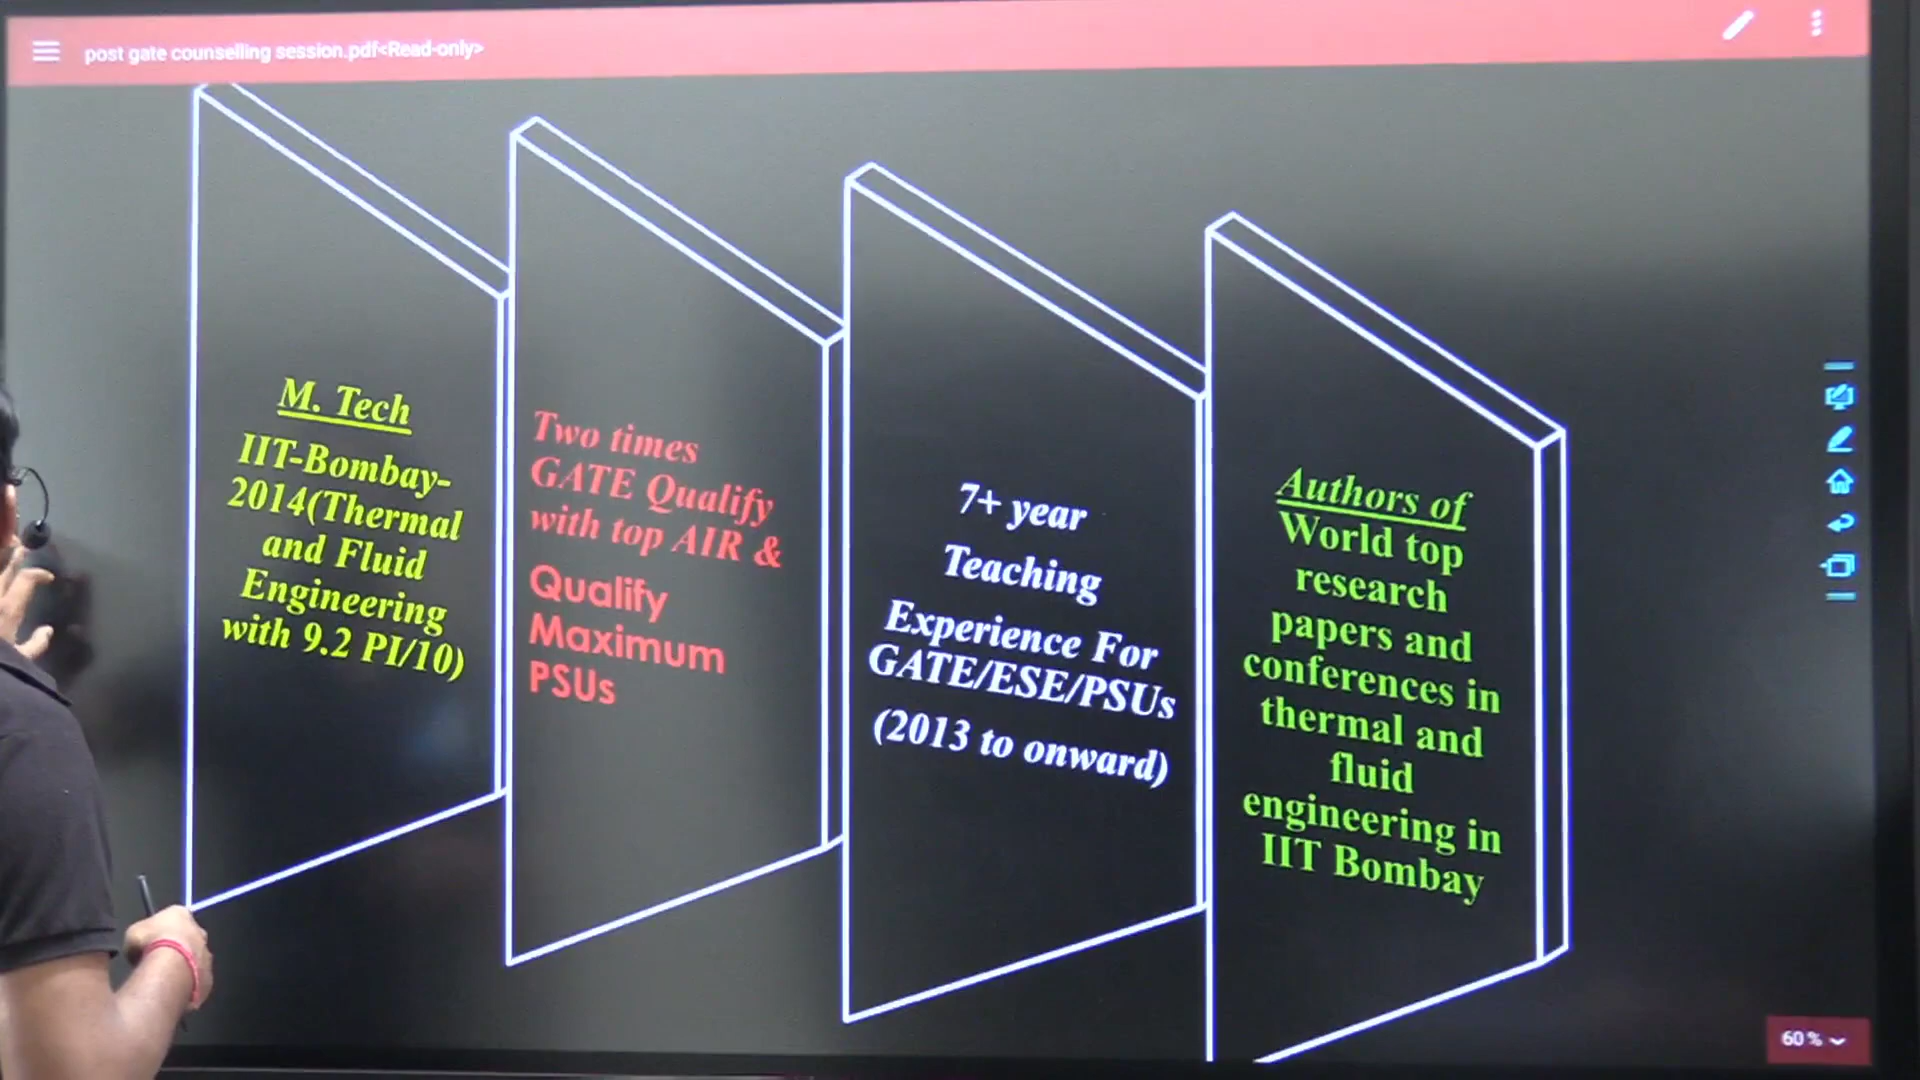 post gate counselling session.pdf<Read-only>
M. Tech
IIT-Bombay-
2014(Thermal
and Fluid
Engineering
with 9.2 PI/10)
Two times
GATE Qualify
with top AIR &
Qualify
Maximum
PSUs
7+ year
Teaching
Experience For
GATE/ESE/PSUs
(2013 to onward)
Authors of
World top
research
papers and
conferences in
thermal and
fluid
engineering in
IIT Bombay
60 %